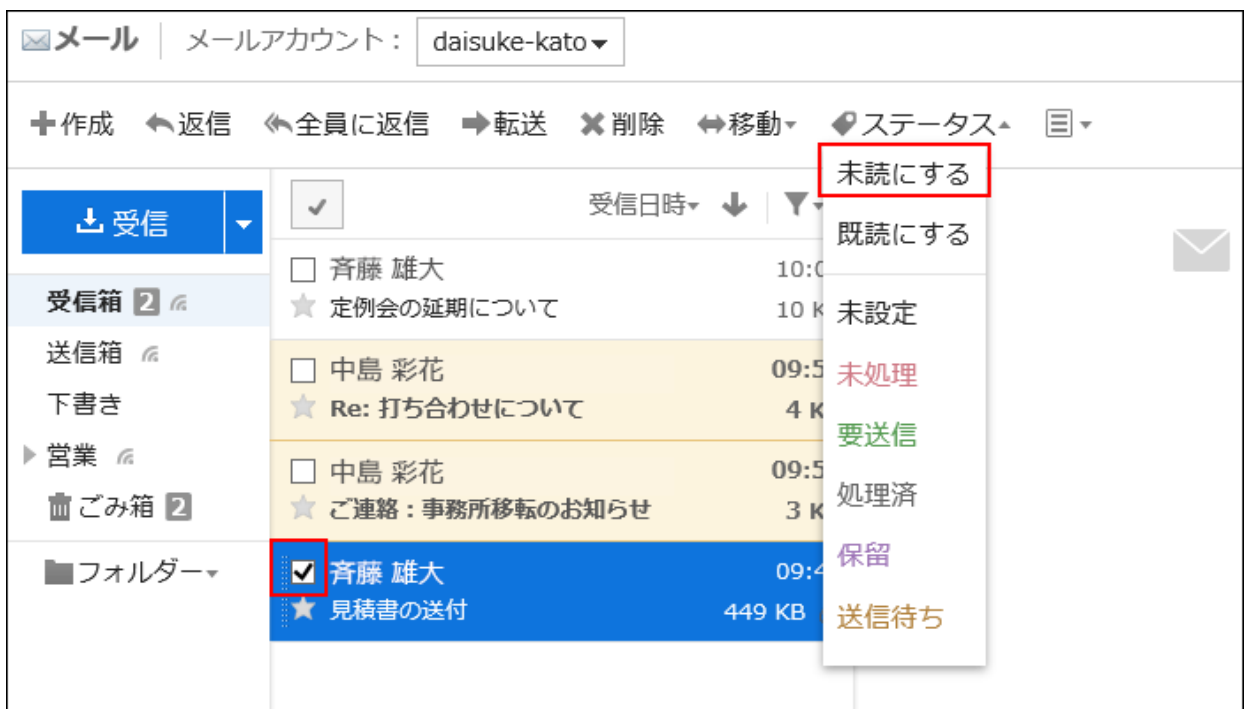 メール メールアカウント： daisuke-kato
作成 返信 全員に返信 転送 削除 移動 ステータス
受信
受信箱 2
送信箱
下書き
営業
ごみ箱 2
フォルダー
受信日時
斉藤 雄大
定例会の延期について 10
中島 彩花
Re: 打ち合わせについて 4
中島 彩花
ご連絡：事務所移転のお知らせ 3
斉藤 雄大
見積書の送付 449 KB
未読にする
既読にする
未設定
未処理
要送信
処理済
保留
送信待ち